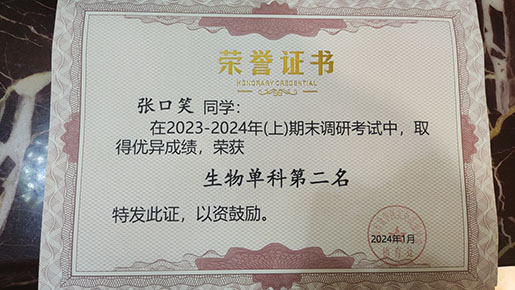 荣誉证书
HONORARY CREDENTIAL
张口笑 同学:
在2023-2024年(上)期末调研考试中，取
得优异成绩，荣获
生物单科第二名
特发此证，以资鼓励。
2024年1月